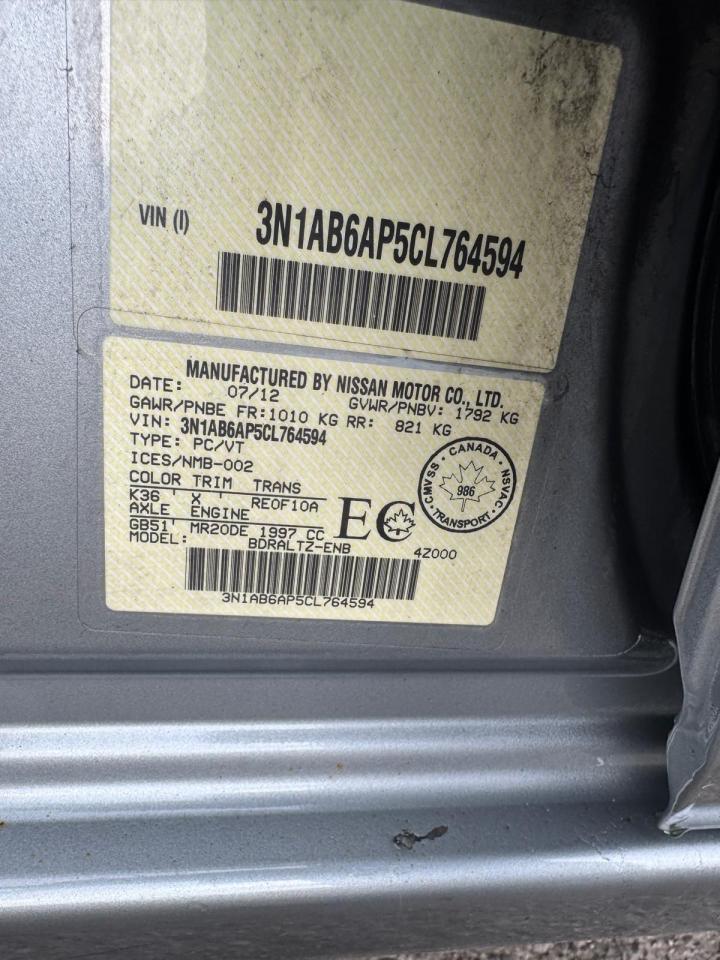 VIN (I) 3N1AB6AP5CL764594
MANUFACTURED BY NISSAN MOTOR CO., LTD.
DATE: 07/12 GVWR/PNBV: 1792 KG
GAWR/PNBE FR:1010 KG RR: 821 KG
VIN: 3N1AB6AP5CL764594
TYPE: PC/VT
ICES/NMB-002
COLOR TRIM TRANS
K36 ' X ' RE0F10A
AXLE ENGINE
GB51' MR20DE 1997 CC
MODEL: BDRALTZ-ENB 4Z000
3N1AB6AP5CL764594
EC
CMVSS · CANADA · NSVAC · TRANSPORT ·
986